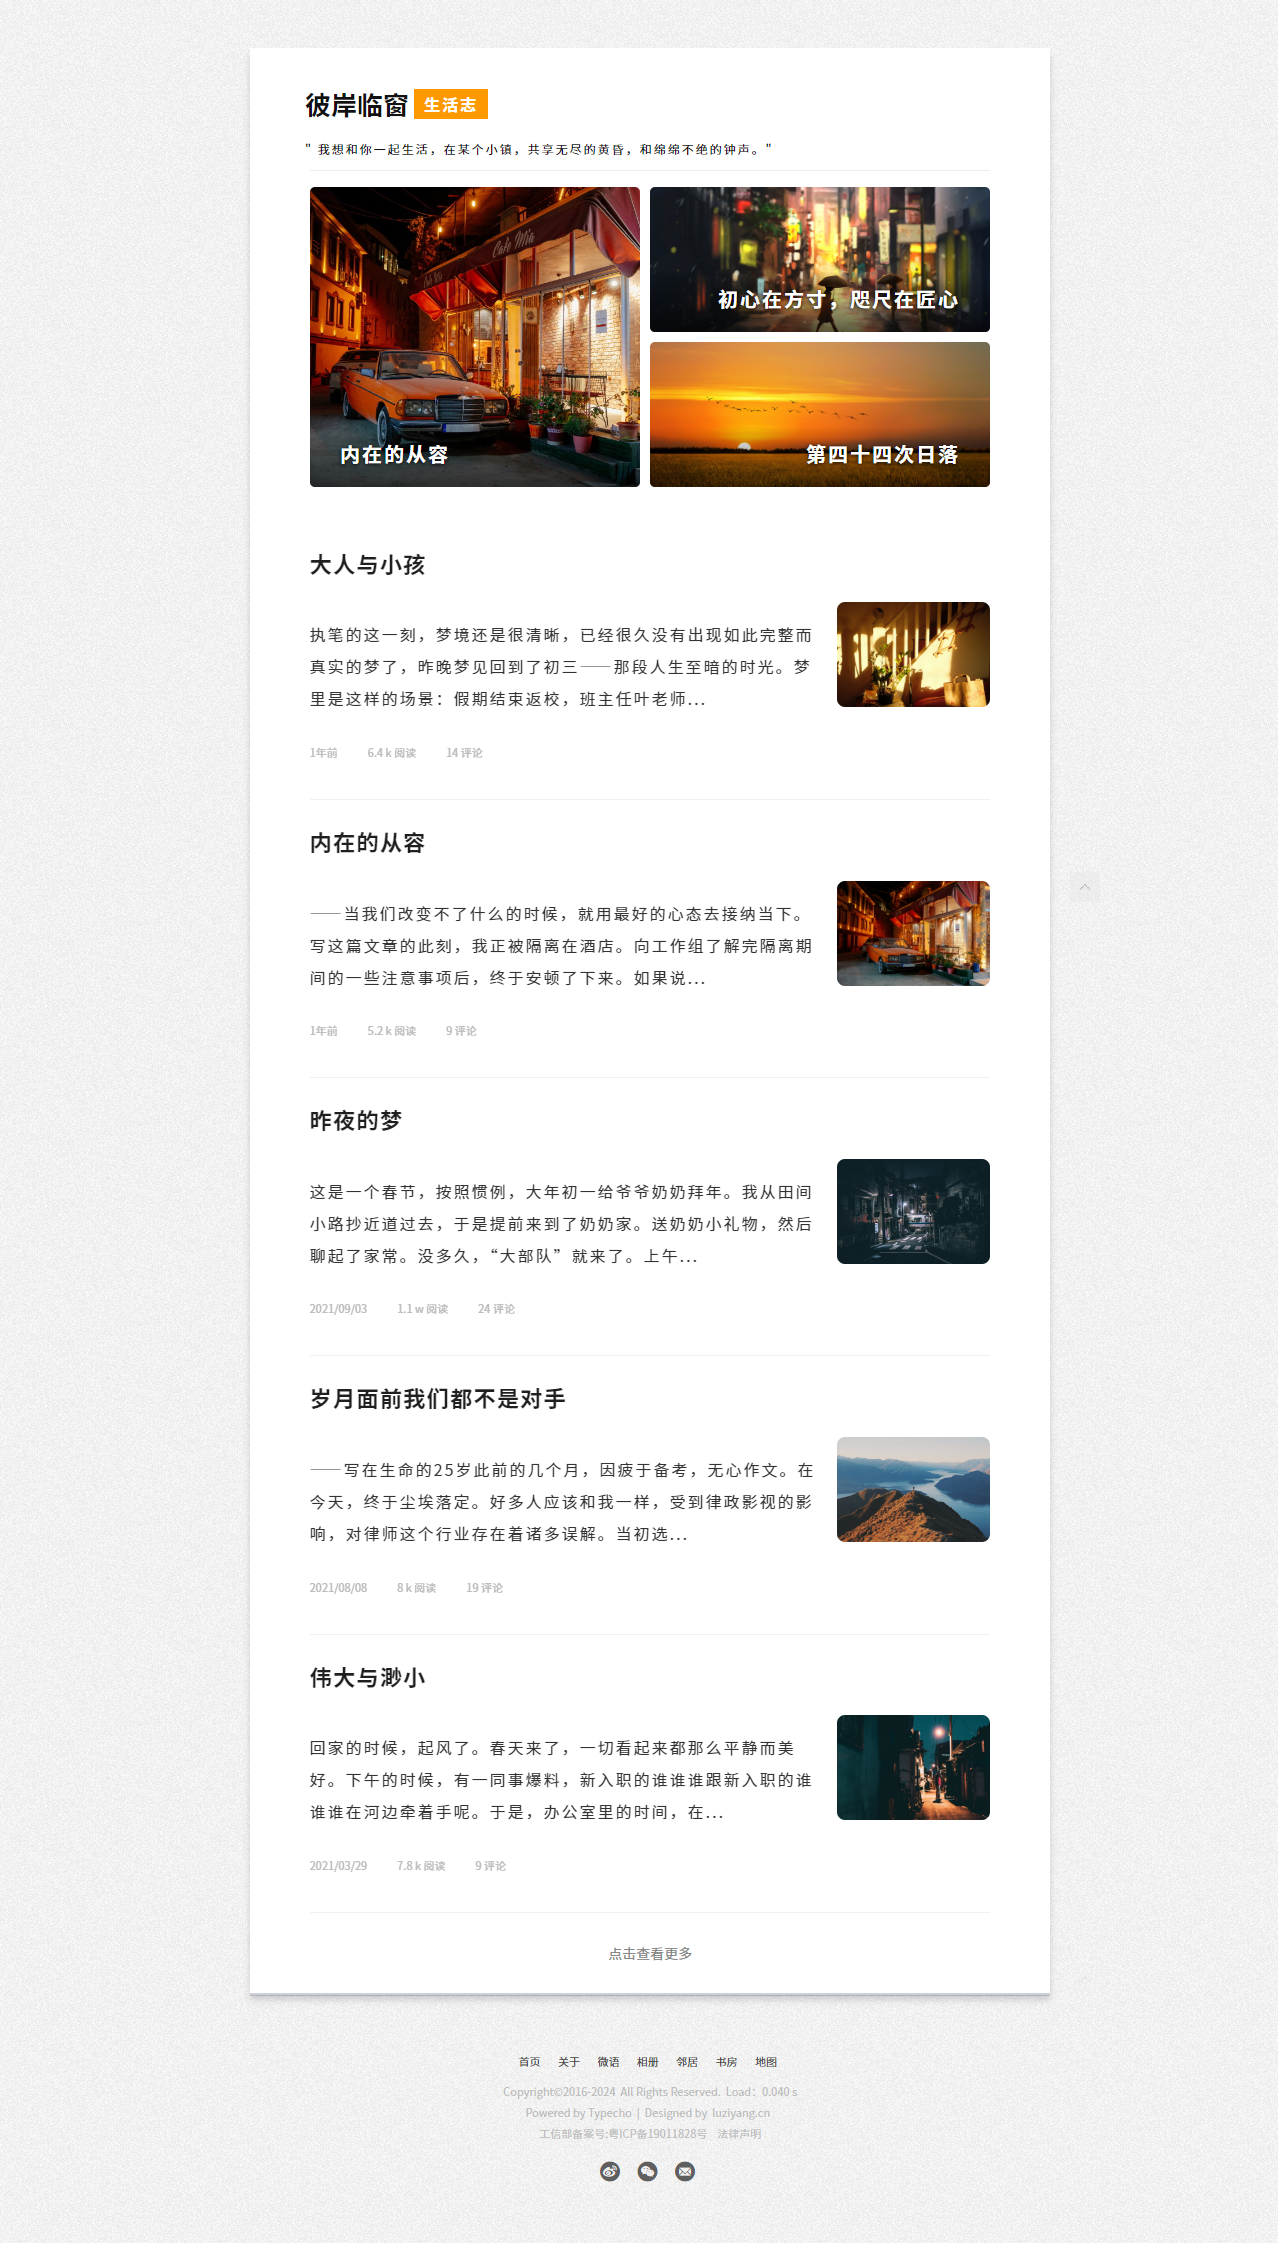 彼岸临窗 生活志
" 我想和你一起生活，在某个小镇，共享无尽的黄昏，和绵绵不绝的钟声。"
Cafe Mia
内在的从容
初心在方寸，咫尺在匠心
第四十四次日落
大人与小孩
执笔的这一刻，梦境还是很清晰，已经很久没有出现如此完整而
真实的梦了，昨晚梦见回到了初三——那段人生至暗的时光。梦
里是这样的场景：假期结束返校，班主任叶老师...
1年前 6.4 k 阅读 14 评论
内在的从容
——当我们改变不了什么的时候，就用最好的心态去接纳当下。
写这篇文章的此刻，我正被隔离在酒店。向工作组了解完隔离期
间的一些注意事项后，终于安顿了下来。如果说...
1年前 5.2 k 阅读 9 评论
昨夜的梦
这是一个春节，按照惯例，大年初一给爷爷奶奶拜年。我从田间
小路抄近道过去，于是提前来到了奶奶家。送奶奶小礼物，然后
聊起了家常。没多久，“大部队”就来了。上午...
2021/09/03 1.1 w 阅读 24 评论
岁月面前我们都不是对手
——写在生命的25岁此前的几个月，因疲于备考，无心作文。在
今天，终于尘埃落定。好多人应该和我一样，受到律政影视的影
响，对律师这个行业存在着诸多误解。当初选...
2021/08/08 8 k 阅读 19 评论
伟大与渺小
回家的时候，起风了。春天来了，一切看起来都那么平静而美
好。下午的时候，有一同事爆料，新入职的谁谁谁跟新入职的谁
谁谁在河边牵着手呢。于是，办公室里的时间，在...
2021/03/29 7.8 k 阅读 9 评论
点击查看更多
首页 关于 微语 相册 邻居 书房 地图
Copyright©2016-2024 All Rights Reserved. Load：0.040 s
Powered by Typecho | Designed by luziyang.cn
工信部备案号:粤ICP备19011828号 法律声明